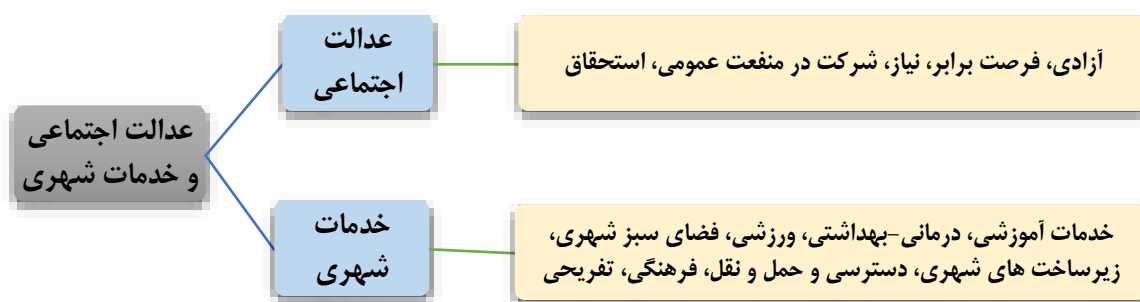 عدالت اجتماعی
و خدمات شهری
عدالت
اجتماعی
آزادی، فرصت برابر، نیاز، شرکت در منفعت عمومی، استحقاق
خدمات
شهری
خدمات آموزشی، درمانی-بهداشتی، ورزشی، فضای سبز شهری،
زیرساخت های شهری، دسترسی و حمل و نقل، فرهنگی، تفریحی